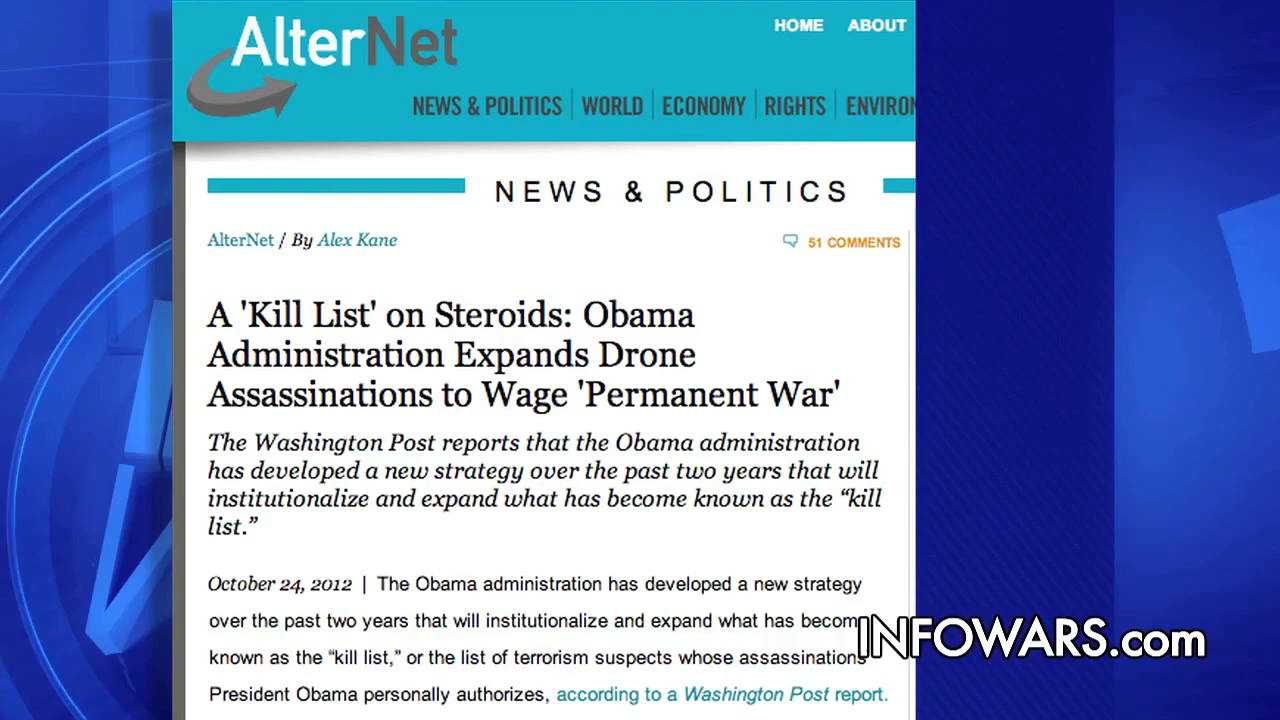 AlterNet
HOME ABOUT
NEWS & POLITICS WORLD ECONOMY RIGHTS ENVIRON
NEWS & POLITICS
AlterNet / By Alex Kane
51 COMMENTS
A 'Kill List' on Steroids: Obama
Administration Expands Drone
Assassinations to Wage 'Permanent War'
The Washington Post reports that the Obama administration
has developed a new strategy over the past two years that will
institutionalize and expand what has become known as the “kill
list.”
October 24, 2012 | The Obama administration has developed a new strategy
over the past two years that will institutionalize and expand what has becom
known as the “kill list,” or the list of terrorism suspects whose assassinations
President Obama personally authorizes, according to a Washington Post report.
INFOWARS.com